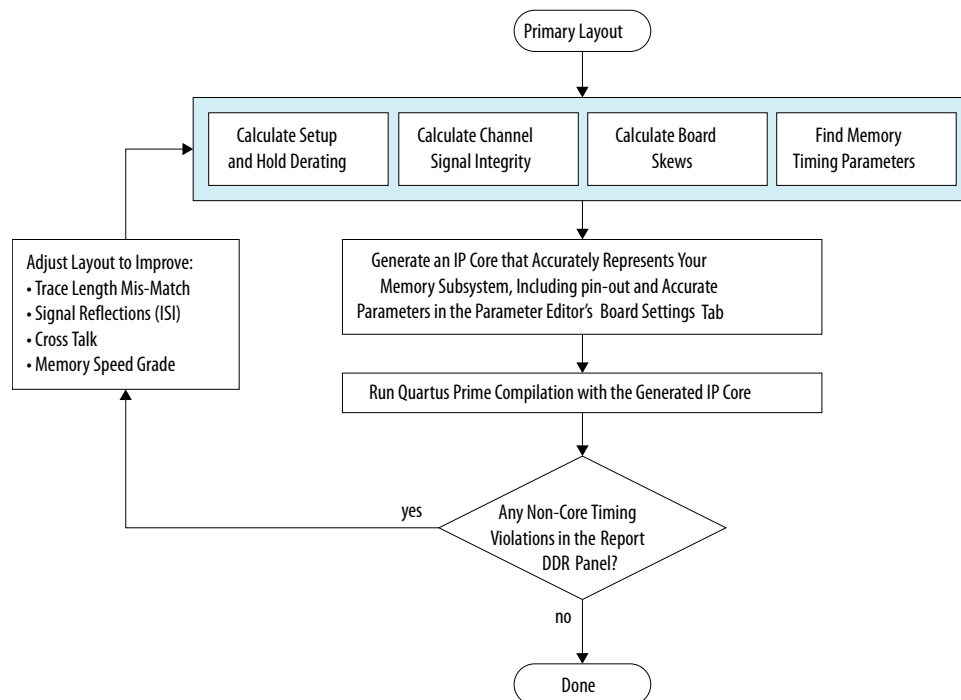 Primary Layout
Calculate Setup
and Hold Derating
Calculate Channel
Signal Integrity
Calculate Board
Skews
Find Memory
Timing Parameters
Adjust Layout to Improve:
• Trace Length Mis-Match
• Signal Reflections (ISI)
• Cross Talk
• Memory Speed Grade
Generate an IP Core that Accurately Represents Your
Memory Subsystem, Including pin-out and Accurate
Parameters in the Parameter Editor’s Board Settings Tab
Run Quartus Prime Compilation with the Generated IP Core
yes
Any Non-Core Timing
Violations in the Report
DDR Panel?
no
Done